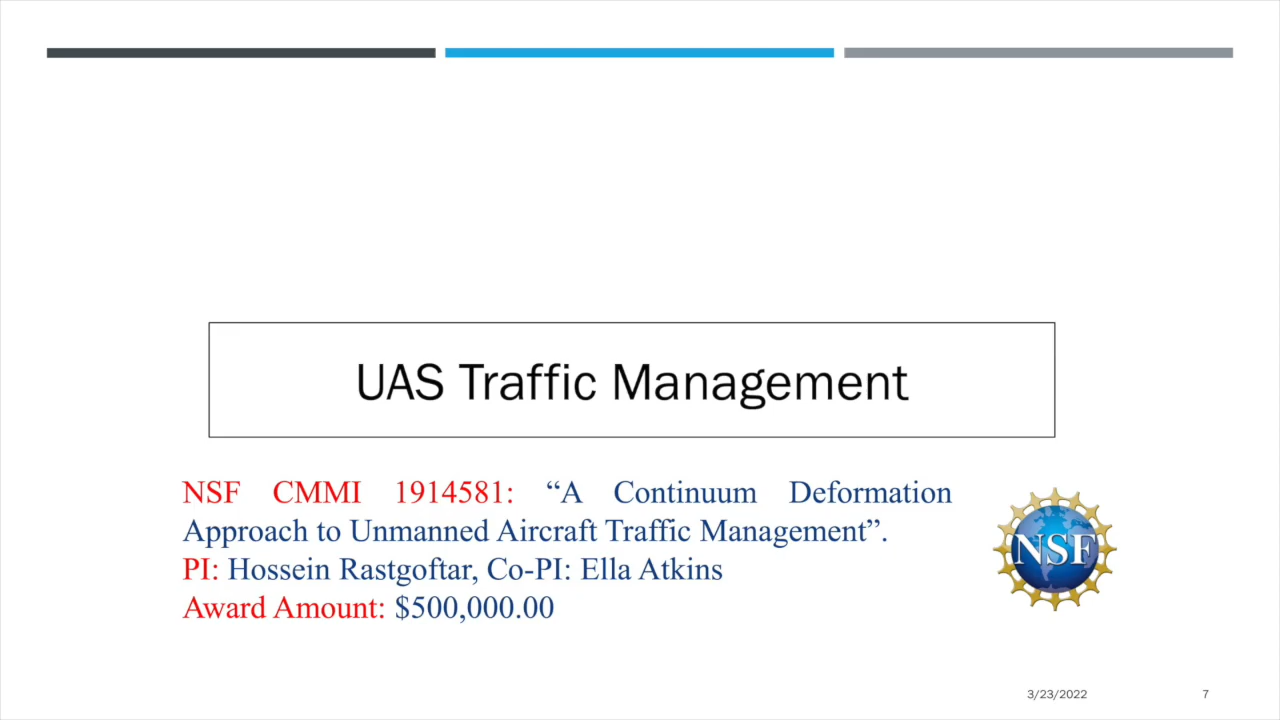 UAS Traffic Management
NSF CMMI 1914581: “A Continuum Deformation
Approach to Unmanned Aircraft Traffic Management”.
PI: Hossein Rastgoftar, Co-PI: Ella Atkins
Award Amount: $500,000.00
NSF
3/23/2022 7